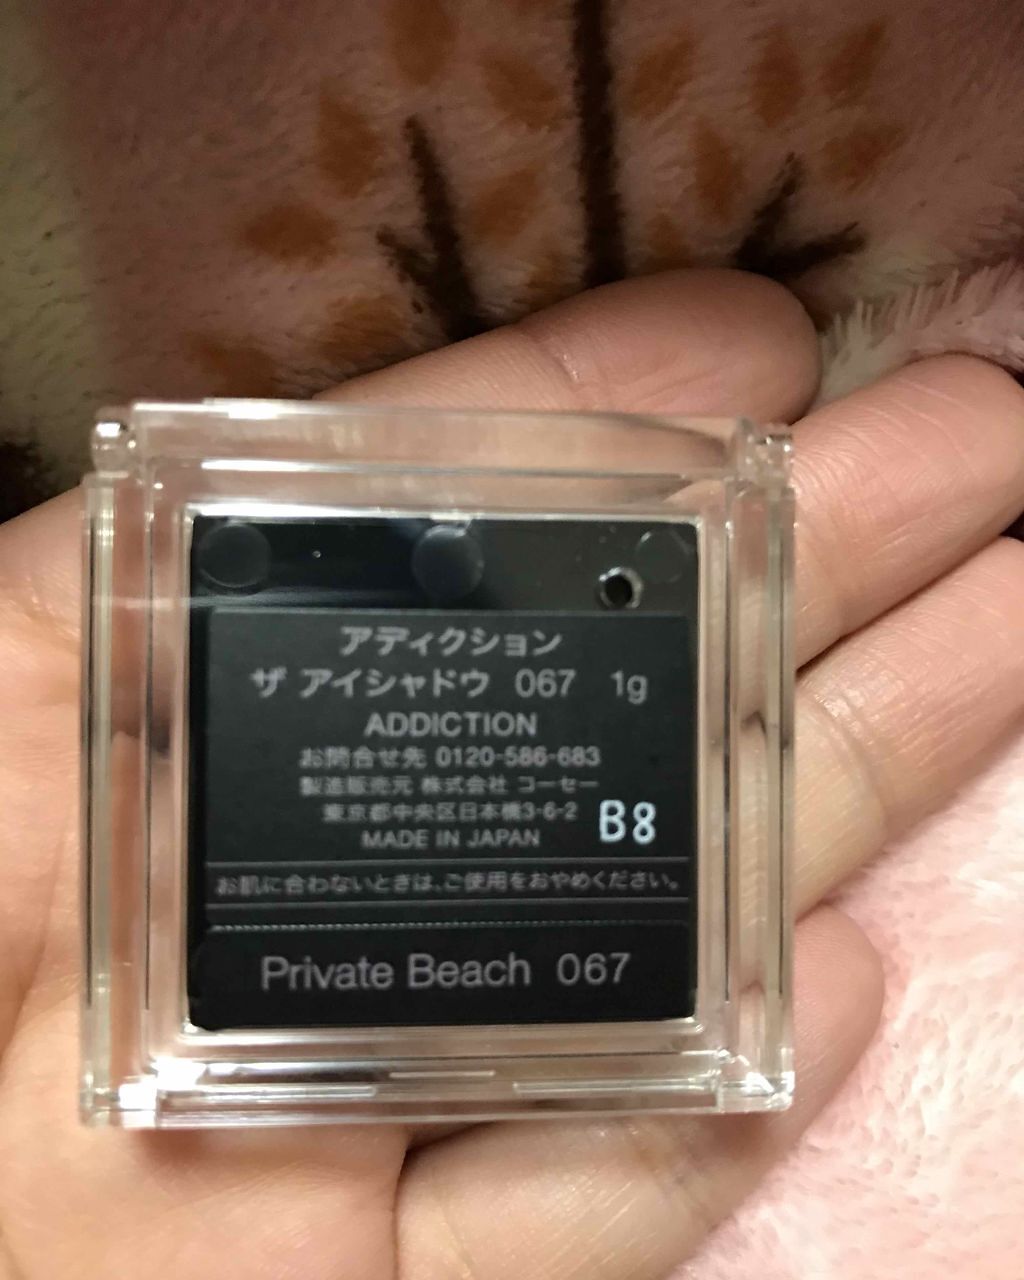 アディクション
ザ アイシャドウ 067 1g
ADDICTION
お問合せ先 0120-586-683
製造販売元 株式会社 コーセー
東京都中央区日本橋3-6-2
MADE IN JAPAN
B8
お肌に合わないときは、ご使用をおやめください。
Private Beach 067